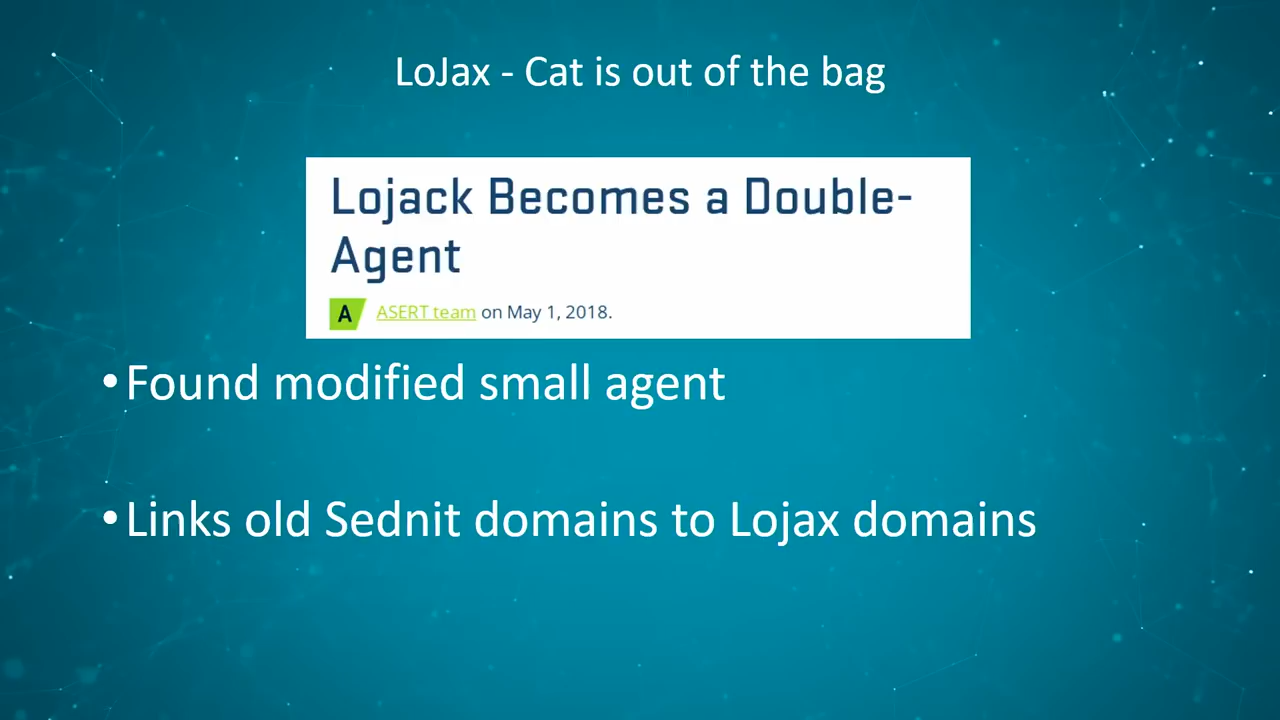 LoJax - Cat is out of the bag
Lojack Becomes a Double-
Agent
A ASERT team on May 1, 2018.
•Found modified small agent
•Links old Sednit domains to Lojax domains